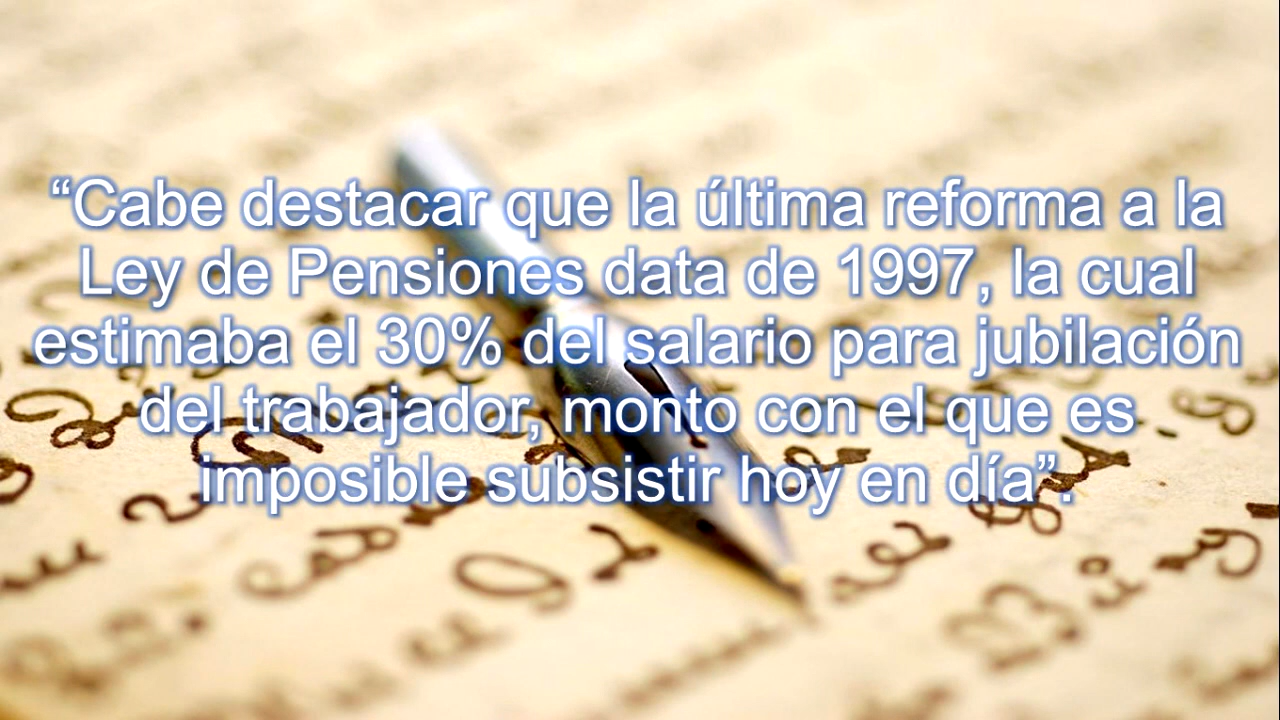 “Cabe destacar que la última reforma a la
Ley de Pensiones data de 1997, la cual
estimaba el 30% del salario para jubilación
del trabajador, monto con el que es
imposible subsistir hoy en día”.